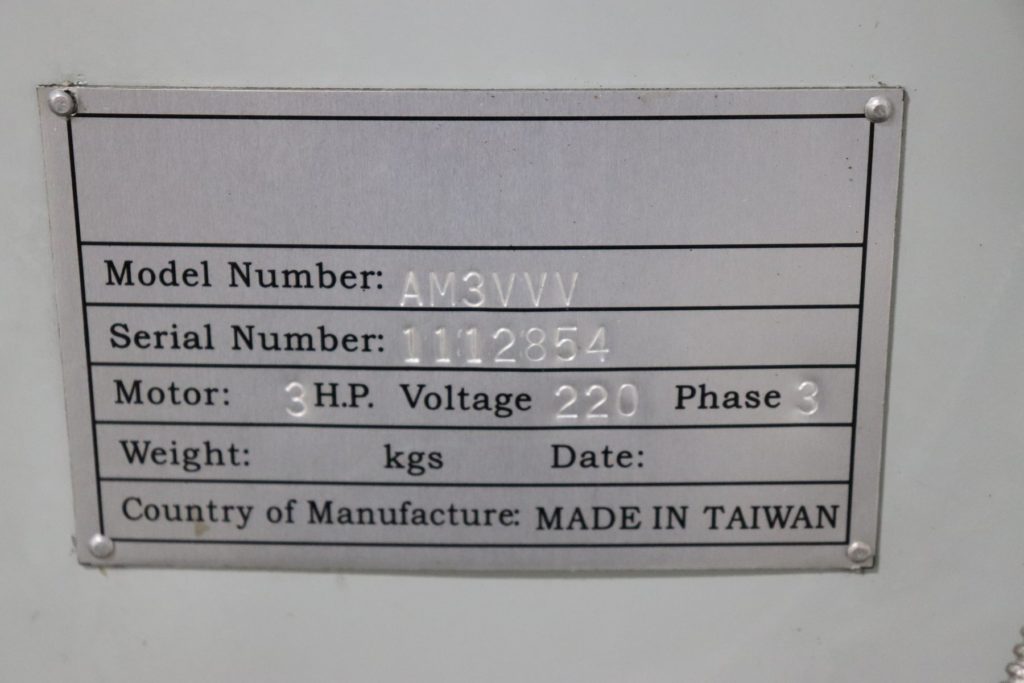 Model Number: AM3VVV
Serial Number: 1112854
Motor: 3 H.P. Voltage 220 Phase 3
Weight: kgs Date:
Country of Manufacture: MADE IN TAIWAN